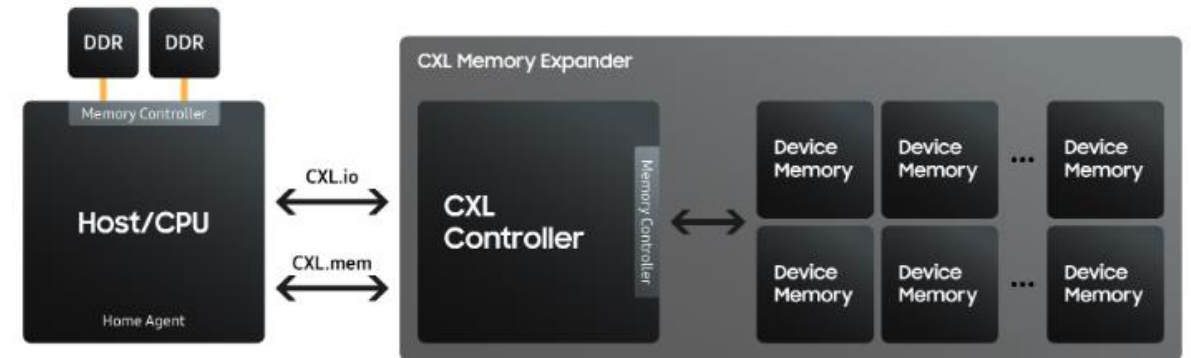 DDR
DDR
Memory Controller
Host/CPU
Home Agent
CXL.io
CXL.mem
CXL Memory Expander
CXL
Controller
Memory Controller
Device
Memory
Device
Memory
...
Device
Memory
Device
Memory
Device
Memory
...
Device
Memory